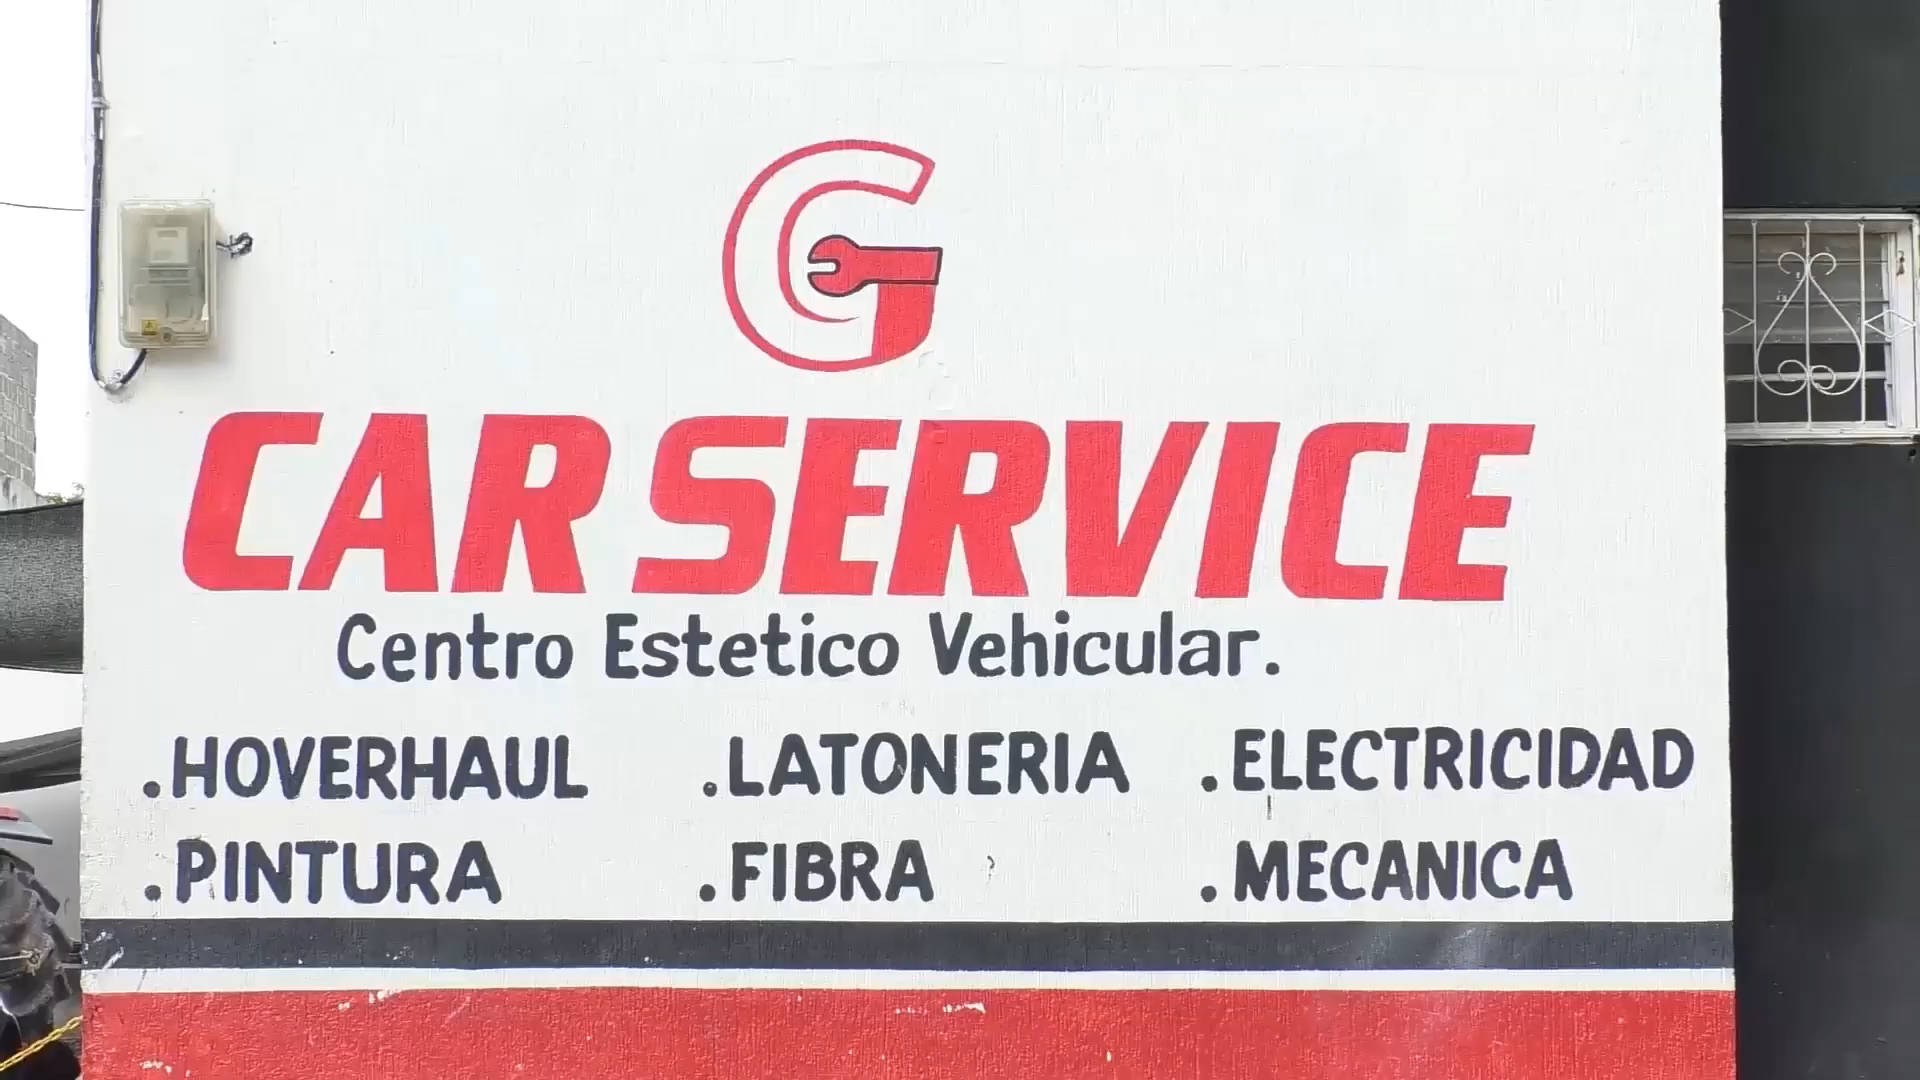 G
CAR SERVICE
Centro Estetico Vehicular.
.HOVERHAUL .LATONERIA .ELECTRICIDAD
.PINTURA .FIBRA .MECANICA